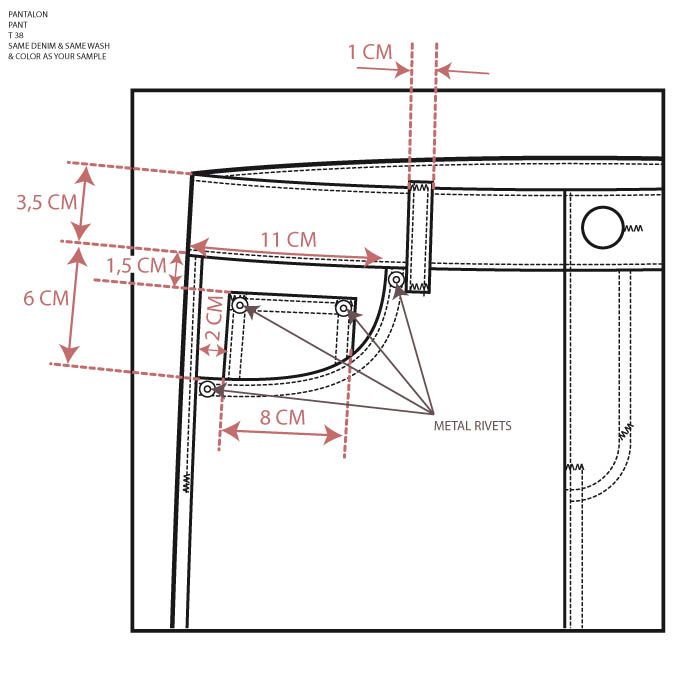 PANTALON
PANT
T 38
SAME DENIM & SAME WASH
& COLOR AS YOUR SAMPLE
1 CM
3,5 CM
11 CM
1,5 CM
6 CM
2 CM
8 CM
METAL RIVETS